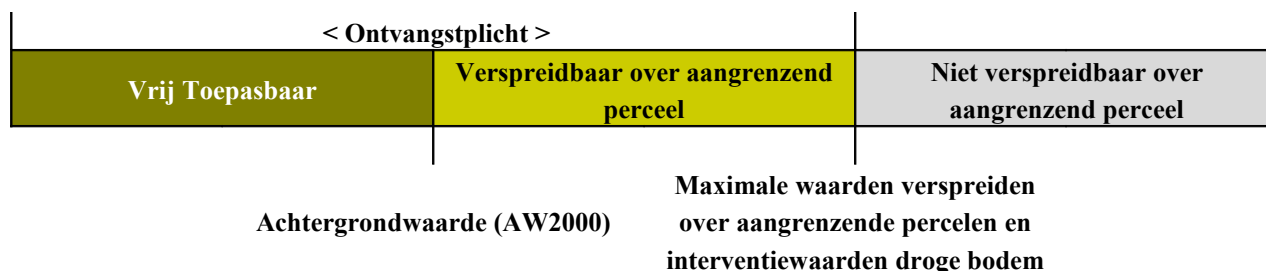 < Ontvangstplicht >
Vrij Toepasbaar
Verspreidbaar over aangrenzend
perceel
Niet verspreidbaar over
aangrenzend perceel
Achtergrondwaarde (AW2000)
Maximale waarden verspreiden
over aangrenzende percelen en
interventiewaarden droge bodem